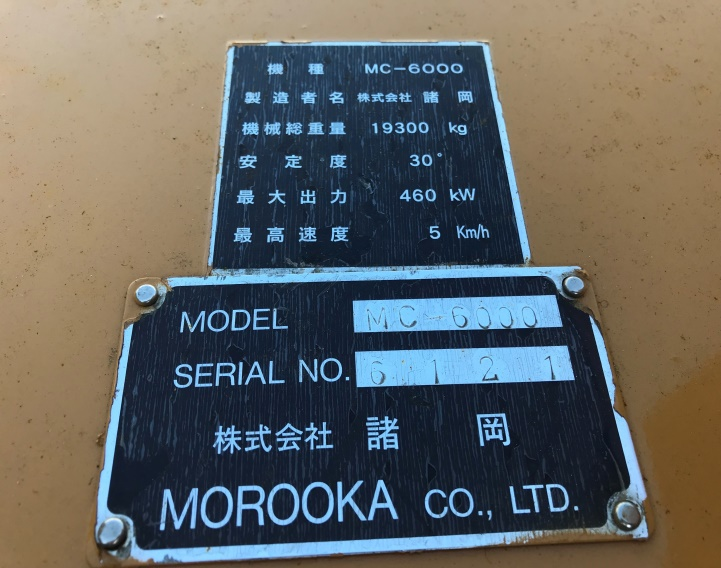 機種 MC-6000
製造者名 株式会社 諸岡
機械総重量 19300 kg
安定度 30°
最大出力 460 kW
最高速度 5 Km/h
MODEL MC-6000
SERIAL NO. 6121
株式会社 諸岡
MOROOKA CO., LTD.